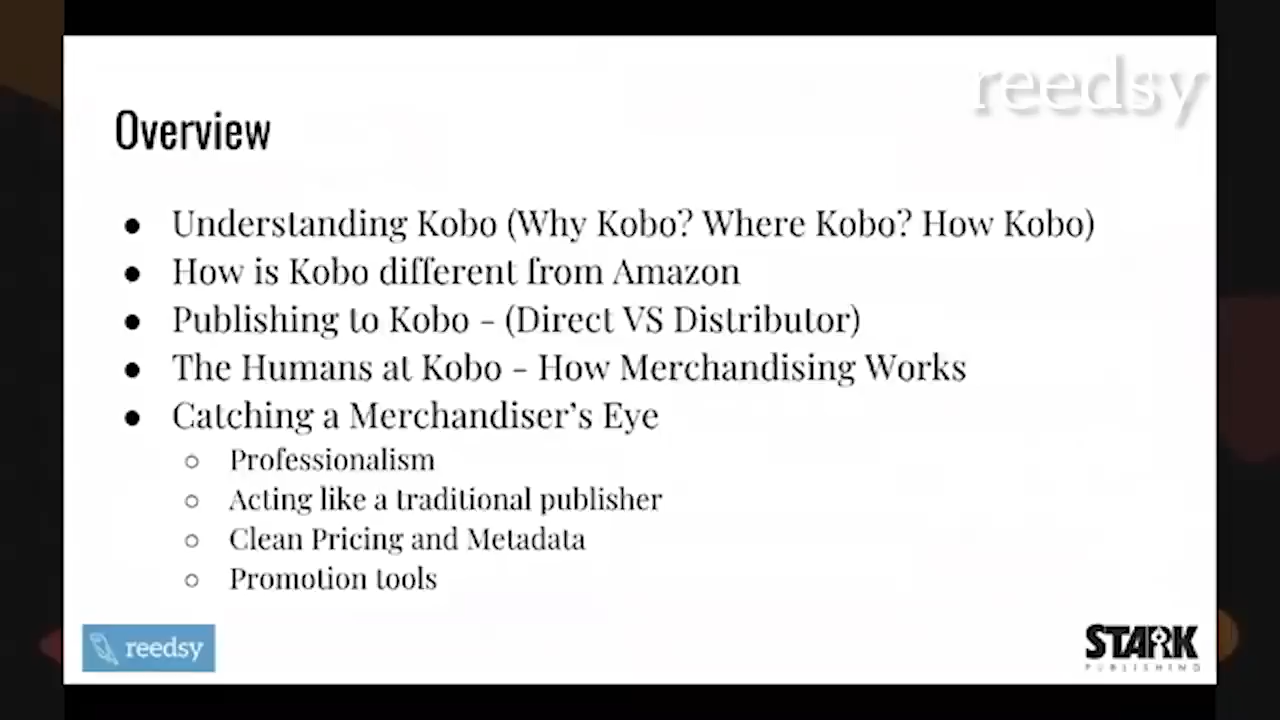 reedsy
Overview
● Understanding Kobo (Why Kobo? Where Kobo? How Kobo)
● How is Kobo different from Amazon
● Publishing to Kobo - (Direct VS Distributor)
● The Humans at Kobo - How Merchandising Works
● Catching a Merchandiser's Eye
○ Professionalism
○ Acting like a traditional publisher
○ Clean Pricing and Metadata
○ Promotion tools
reedsy
STARK
PUBLISHING